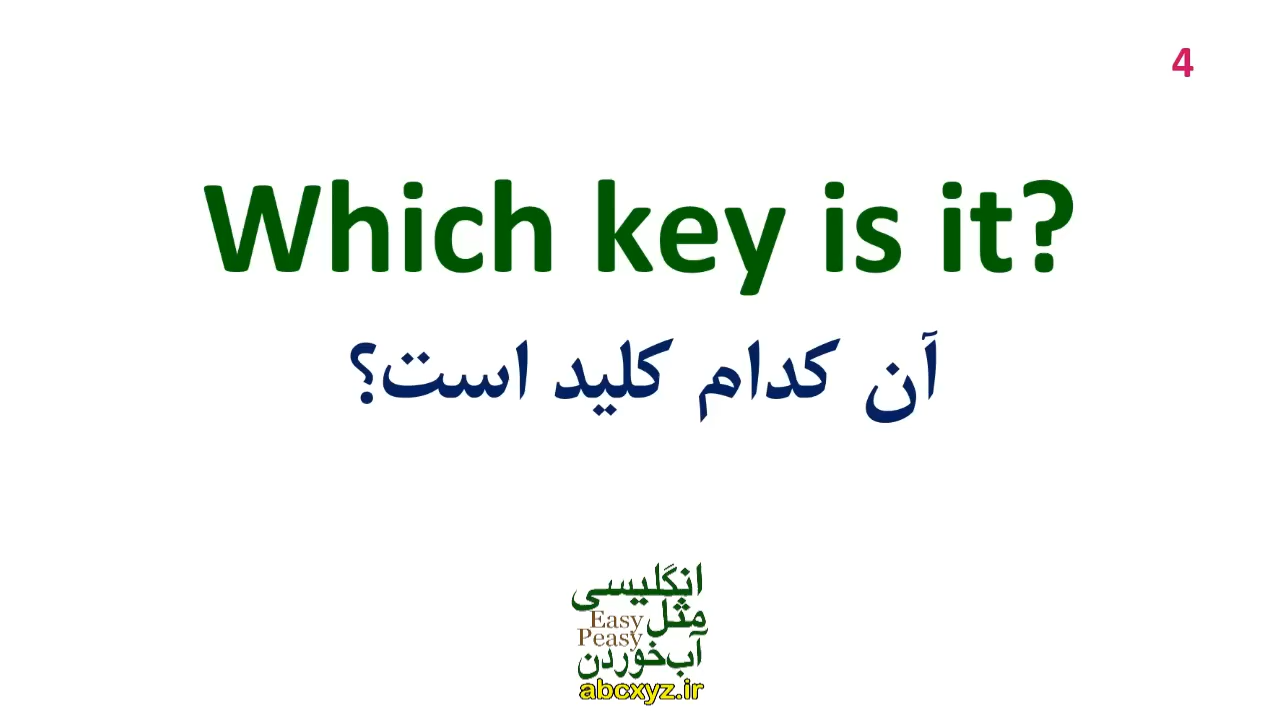 4
Which key is it?
آن کدام کلید است؟
انگلیسی
مثل
Easy
Peasy
آب‌خوردن
abcxyz.ir